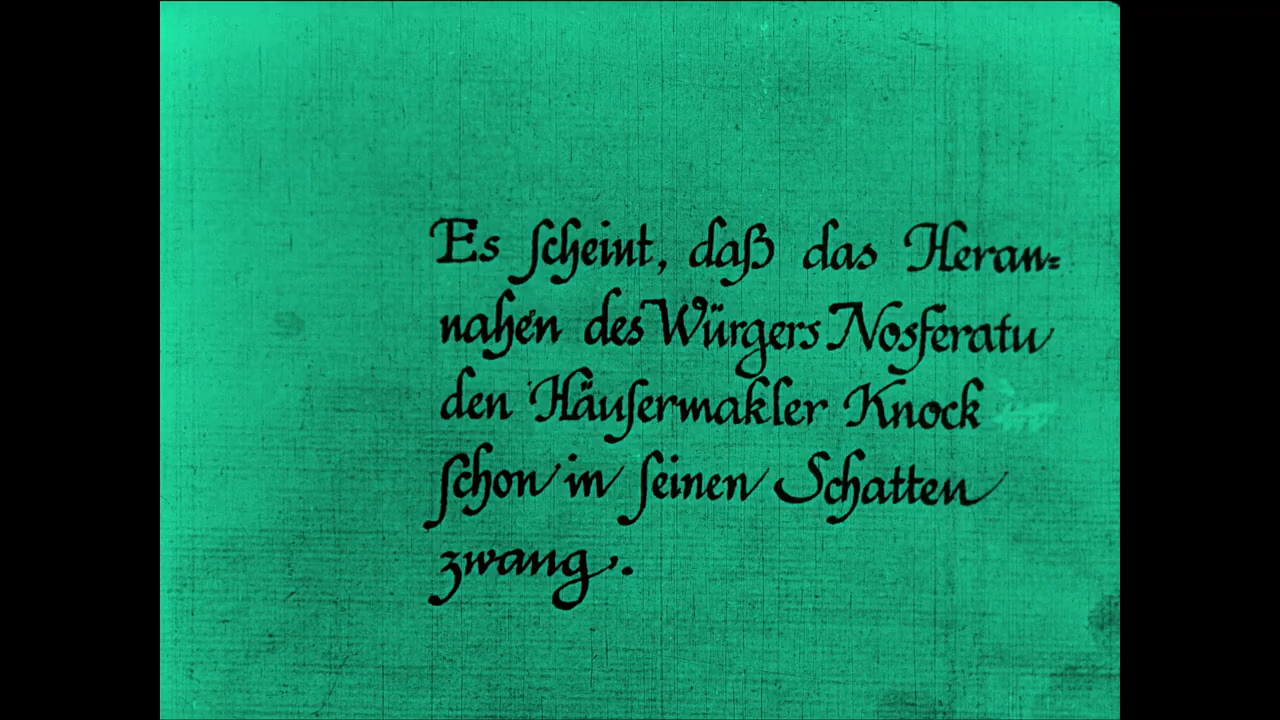 Es ſcheint, daß das Heran⸗
nahen des Würgers Nosferatu
den Häuſermakler Knock
ſchon in ſeinen Schatten
zwang.